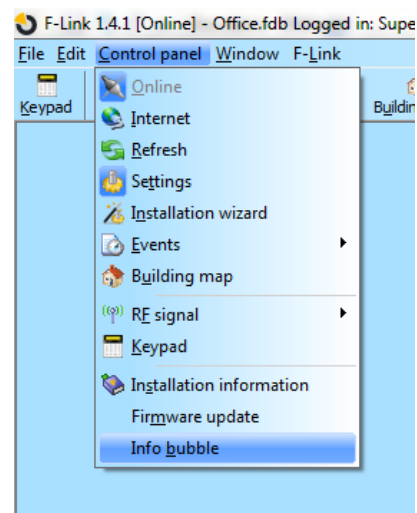 F-Link 1.4.1 [Online] - Office.fdb Logged in: Supe
File Edit Control panel Window F-Link
Keypad
Buildin
Online
Internet
Refresh
Settings
Installation wizard
Events
Building map
RF signal
Keypad
Installation information
Firmware update
Info bubble